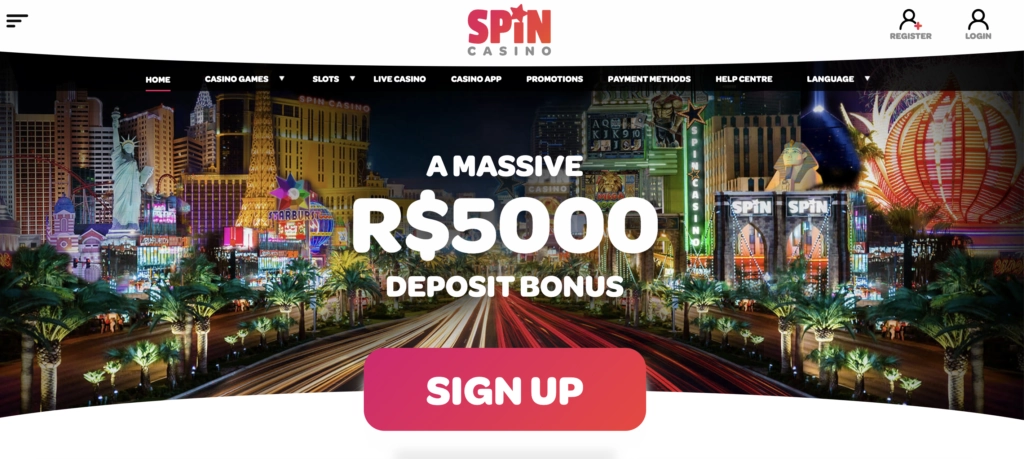 SPIN
CASINO
REGISTER
LOGIN
HOME
CASINO GAMES
SLOTS
LIVE CASINO
CASINO APP
PROMOTIONS
PAYMENT METHODS
HELP CENTRE
LANGUAGE
SPIN CASINO
A MASSIVE
R$5000
DEPOSIT BONUS
STARBURST
CASINO
SPIN CASINO
SPIN
SPIN
SIGN UP